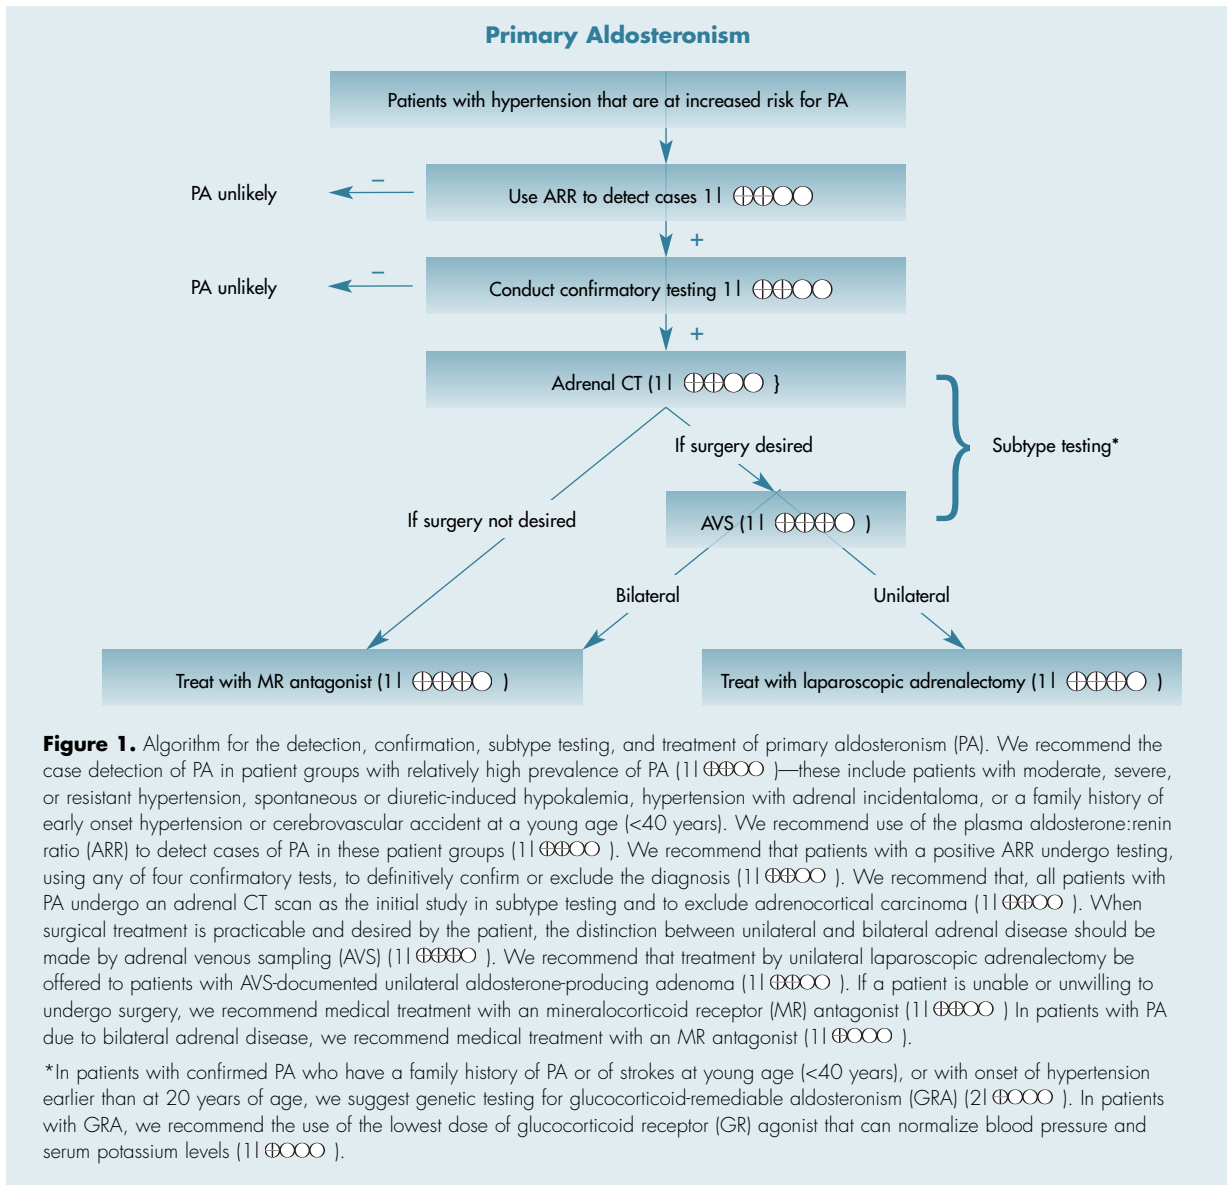 Primary Aldosteronism
Patients with hypertension that are at increased risk for PA
PA unlikely
–
Use ARR to detect cases 1| ⊕⊕○○
+
PA unlikely
–
Conduct confirmatory testing 1| ⊕⊕○○
+
Adrenal CT (1| ⊕⊕○○ }
If surgery desired
Subtype testing*
If surgery not desired
AVS (1| ⊕⊕⊕○ )
Bilateral
Unilateral
Treat with MR antagonist (1| ⊕⊕⊕○ )
Treat with laparoscopic adrenalectomy (1| ⊕⊕⊕○ )
Figure 1. Algorithm for the detection, confirmation, subtype testing, and treatment of primary aldosteronism (PA). We recommend the
case detection of PA in patient groups with relatively high prevalence of PA (1| ⊕⊕○○ )—these include patients with moderate, severe,
or resistant hypertension, spontaneous or diuretic-induced hypokalemia, hypertension with adrenal incidentaloma, or a family history of
early onset hypertension or cerebrovascular accident at a young age (<40 years). We recommend use of the plasma aldosterone:renin
ratio (ARR) to detect cases of PA in these patient groups (1| ⊕⊕○○ ). We recommend that patients with a positive ARR undergo testing,
using any of four confirmatory tests, to definitively confirm or exclude the diagnosis (1| ⊕⊕○○ ). We recommend that, all patients with
PA undergo an adrenal CT scan as the initial study in subtype testing and to exclude adrenocortical carcinoma (1| ⊕⊕○○ ). When
surgical treatment is practicable and desired by the patient, the distinction between unilateral and bilateral adrenal disease should be
made by adrenal venous sampling (AVS) (1| ⊕⊕⊕○ ). We recommend that treatment by unilateral laparoscopic adrenalectomy be
offered to patients with AVS-documented unilateral aldosterone-producing adenoma (1| ⊕⊕○○ ). If a patient is unable or unwilling to
undergo surgery, we recommend medical treatment with an mineralocorticoid receptor (MR) antagonist (1| ⊕⊕○○ ) In patients with PA
due to bilateral adrenal disease, we recommend medical treatment with an MR antagonist (1| ⊕○○○ ).
*In patients with confirmed PA who have a family history of PA or of strokes at young age (<40 years), or with onset of hypertension
earlier than at 20 years of age, we suggest genetic testing for glucocorticoid-remediable aldosteronism (GRA) (2| ⊕○○○ ). In patients
with GRA, we recommend the use of the lowest dose of glucocorticoid receptor (GR) agonist that can normalize blood pressure and
serum potassium levels (1| ⊕○○○ ).